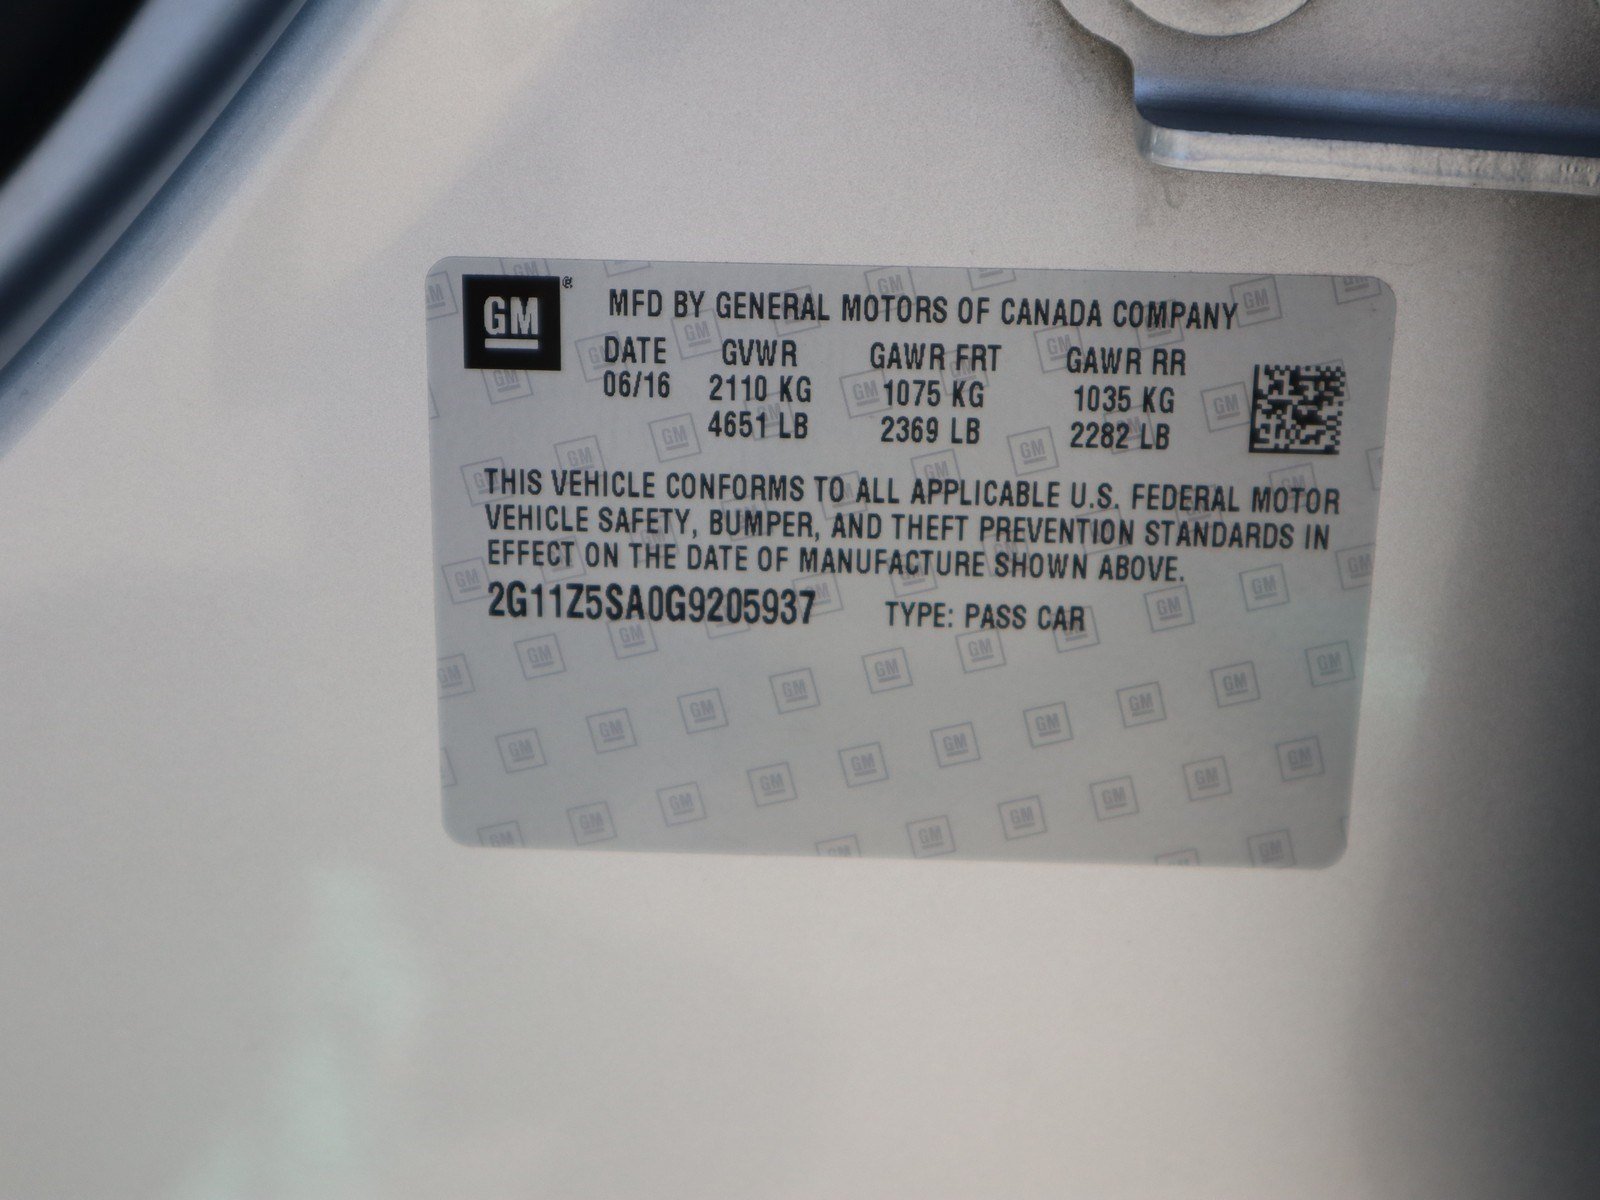 GM ® MFD BY GENERAL MOTORS OF CANADA COMPANY
DATE GVWR GAWR FRT GAWR RR
06/16 2110 KG 1075 KG 1035 KG
4651 LB 2369 LB 2282 LB
THIS VEHICLE CONFORMS TO ALL APPLICABLE U.S. FEDERAL MOTOR
VEHICLE SAFETY, BUMPER, AND THEFT PREVENTION STANDARDS IN
EFFECT ON THE DATE OF MANUFACTURE SHOWN ABOVE.
2G11Z5SA0G9205937 TYPE: PASS CAR